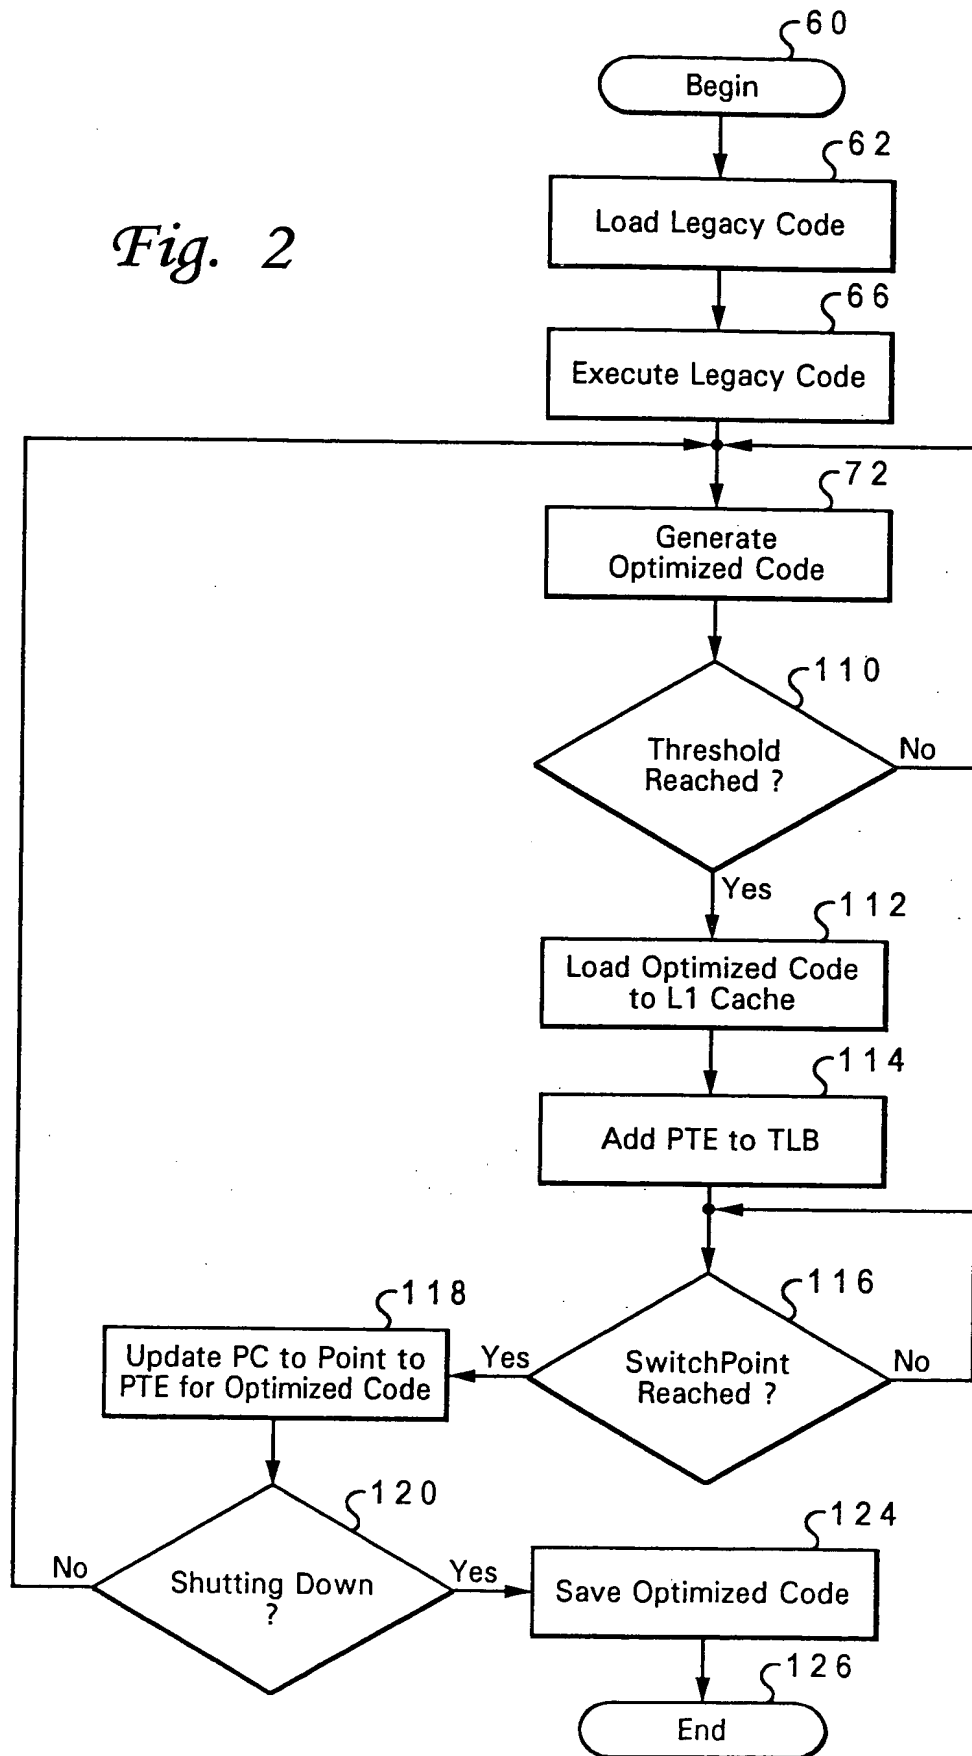 60
Begin
62
Load Legacy Code
Fig. 2
66
Execute Legacy Code
72
Generate
Optimized Code
110
Threshold
Reached ?
No
Yes
112
Load Optimized Code
to L1 Cache
114
Add PTE to TLB
116
SwitchPoint
Reached ?
No
Yes
118
Update PC to Point to
PTE for Optimized Code
120
Shutting Down
?
No
Yes
124
Save Optimized Code
126
End